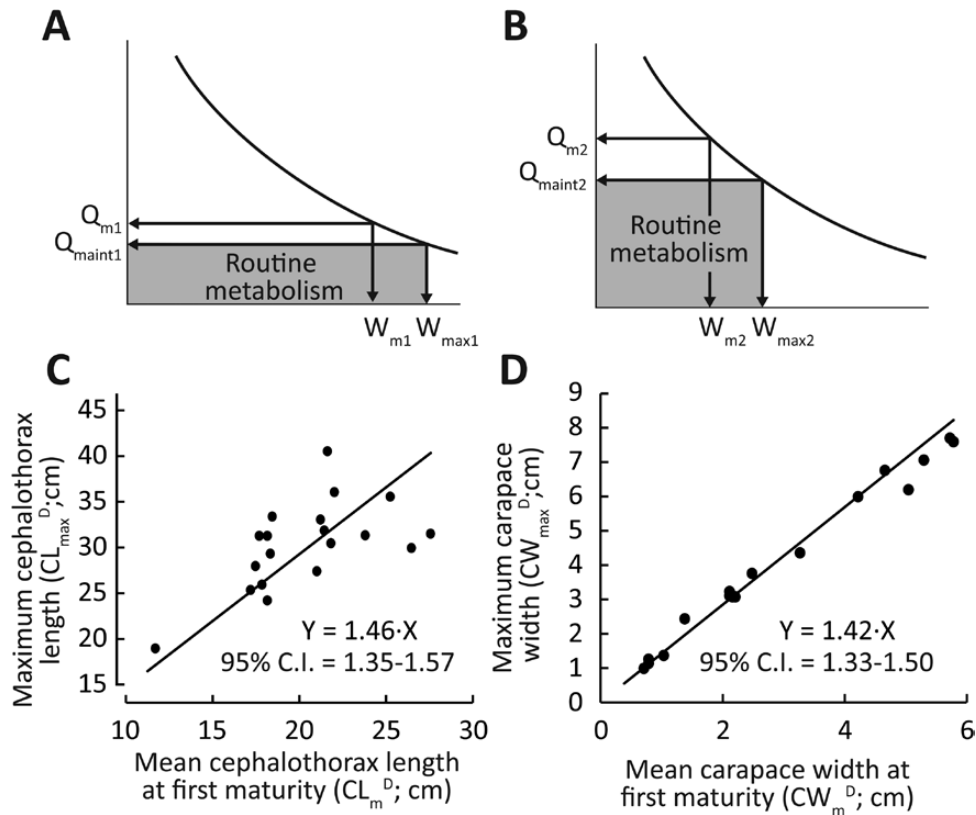 A
Q_m1
Q_maint1
Routine
metabolism
W_m1
W_max1
B
Q_m2
Q_maint2
Routine
metabolism
W_m2
W_max2
C
Maximum cephalothorax
length (CL_max^D;cm)
45
40
35
30
25
20
15
Y = 1.46·X
95% C.I. = 1.35-1.57
10
15
20
25
30
Mean cephalothorax length
at first maturity (CL_m^D; cm)
D
Maximum carapace
width (CW_max^D;cm)
9
8
7
6
5
4
3
2
1
0
Y = 1.42·X
95% C.I. = 1.33-1.50
0
2
4
6
Mean carapace width at
first maturity (CW_m^D; cm)